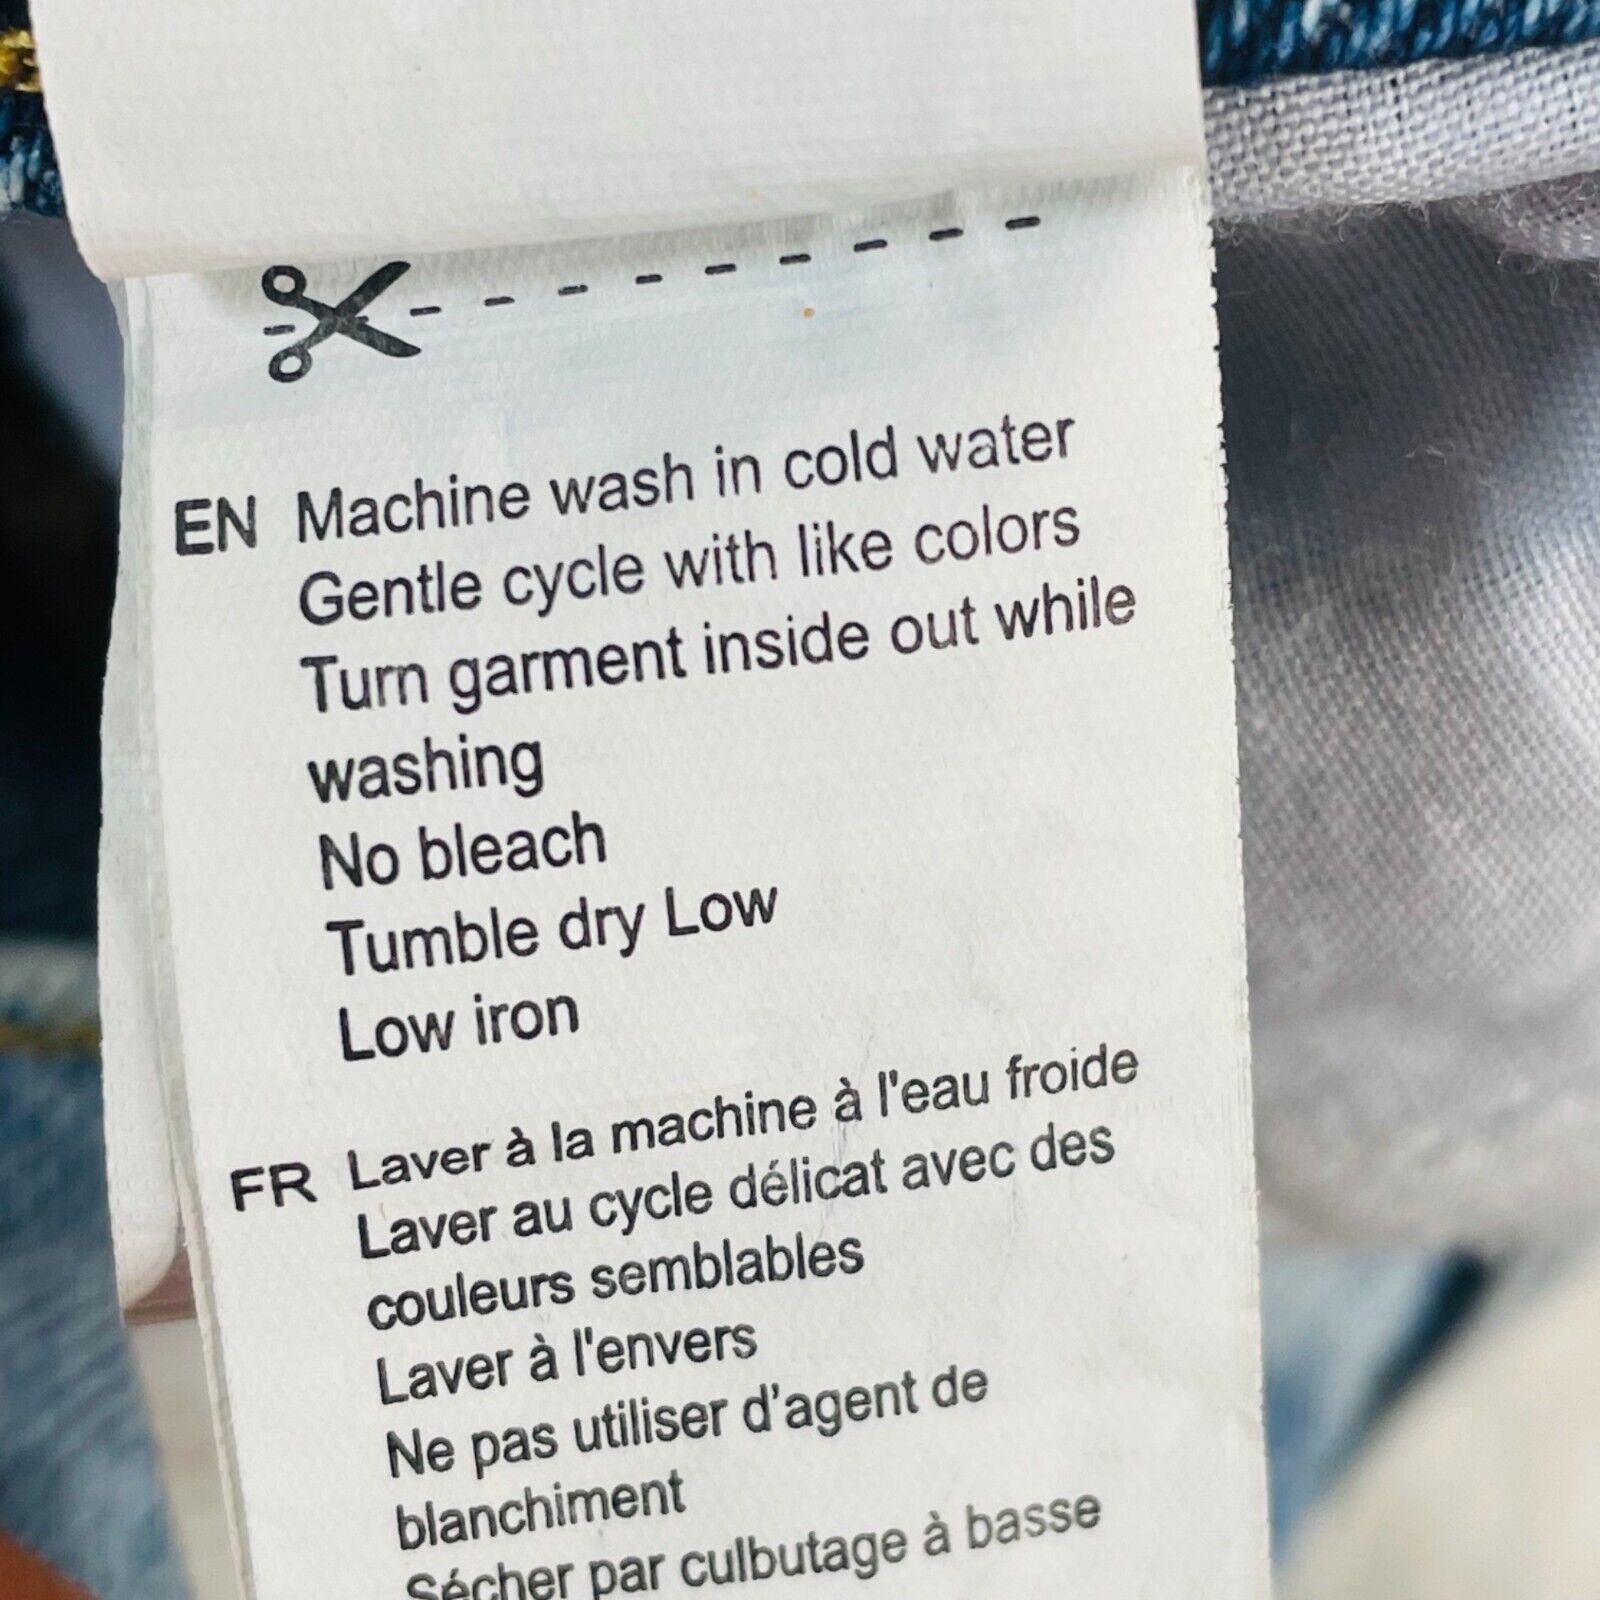 EN Machine wash in cold water
Gentle cycle with like colors
Turn garment inside out while
washing
No bleach
Tumble dry Low
Low iron
FR Laver à la machine à l'eau froide
Laver au cycle délicat avec des
couleurs semblables
Laver à l'envers
Ne pas utiliser d’agent de
blanchiment
Sécher par culbutage à basse